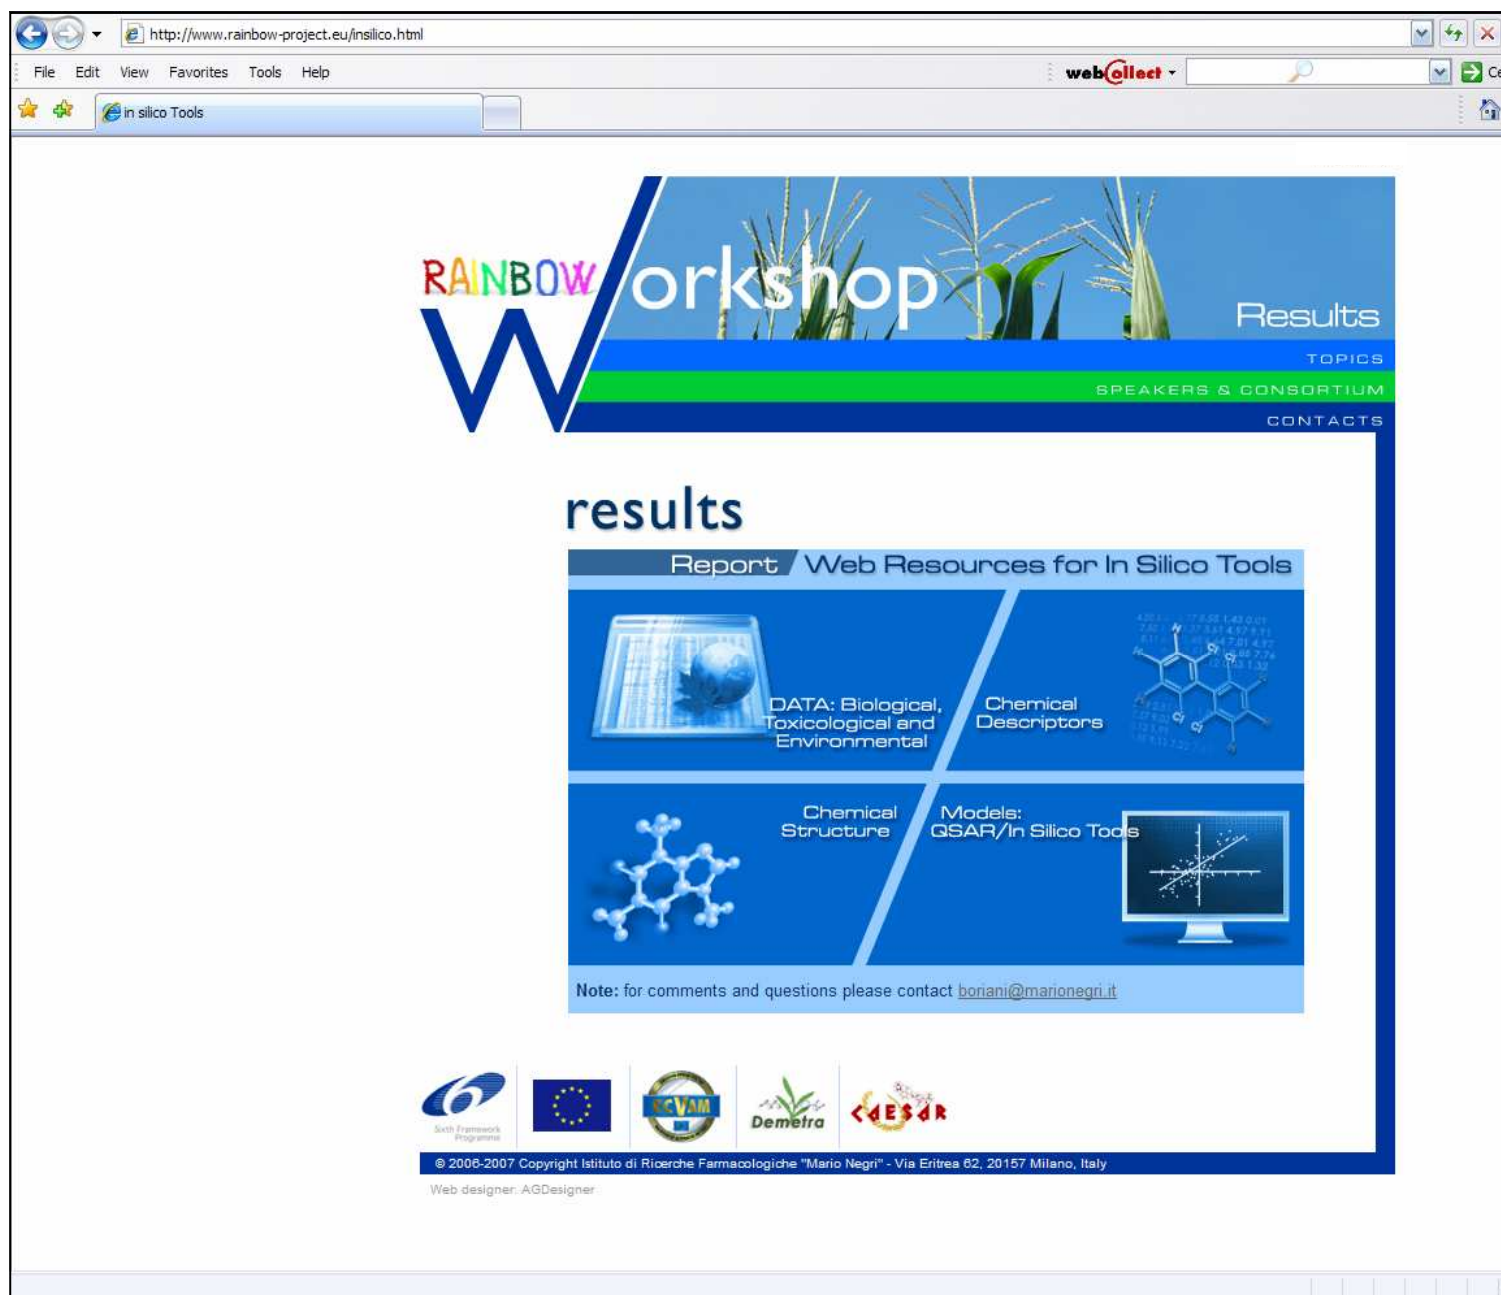 http://www.rainbow-project.eu/insilico.html
File Edit View Favorites Tools Help
webCollect
Ce
in silico Tools
RAINBOW
Workshop
Results
TOPICS
SPEAKERS & CONSORTIUM
CONTACTS
results
Report / Web Resources for In Silico Tools
DATA: Biological,
Toxicological and
Environmental
Chemical
Descriptors
Chemical
Structure
Models:
QSAR/In Silico Tools
Note: for comments and questions please contact boriani@marionegri.it
Sixth Framework
Programme
ECVAM
Demetra
CAESAR
© 2006-2007 Copyright Istituto di Ricerche Farmacologiche "Mario Negri" - Via Eritrea 62, 20157 Milano, Italy
Web designer: AGDesigner